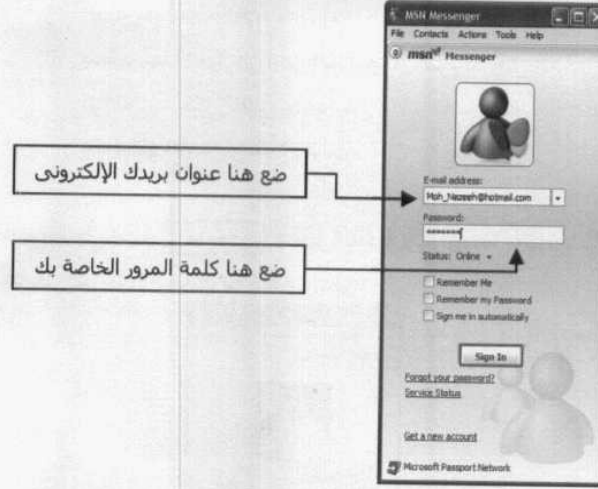 MSN Messenger
File Contacts Actions Tools Help
msn Messenger
E-mail address:
ضع هنا عنوان بريدك الإلكترونى
Moh_Nazeeh@hotmail.com
Password:
*******
ضع هنا كلمة المرور الخاصة بك
Status: Online
Remember Me
Remember my Password
Sign me in automatically
Sign In
Forgot your password?
Service Status
Get a new account
Microsoft Passport Network